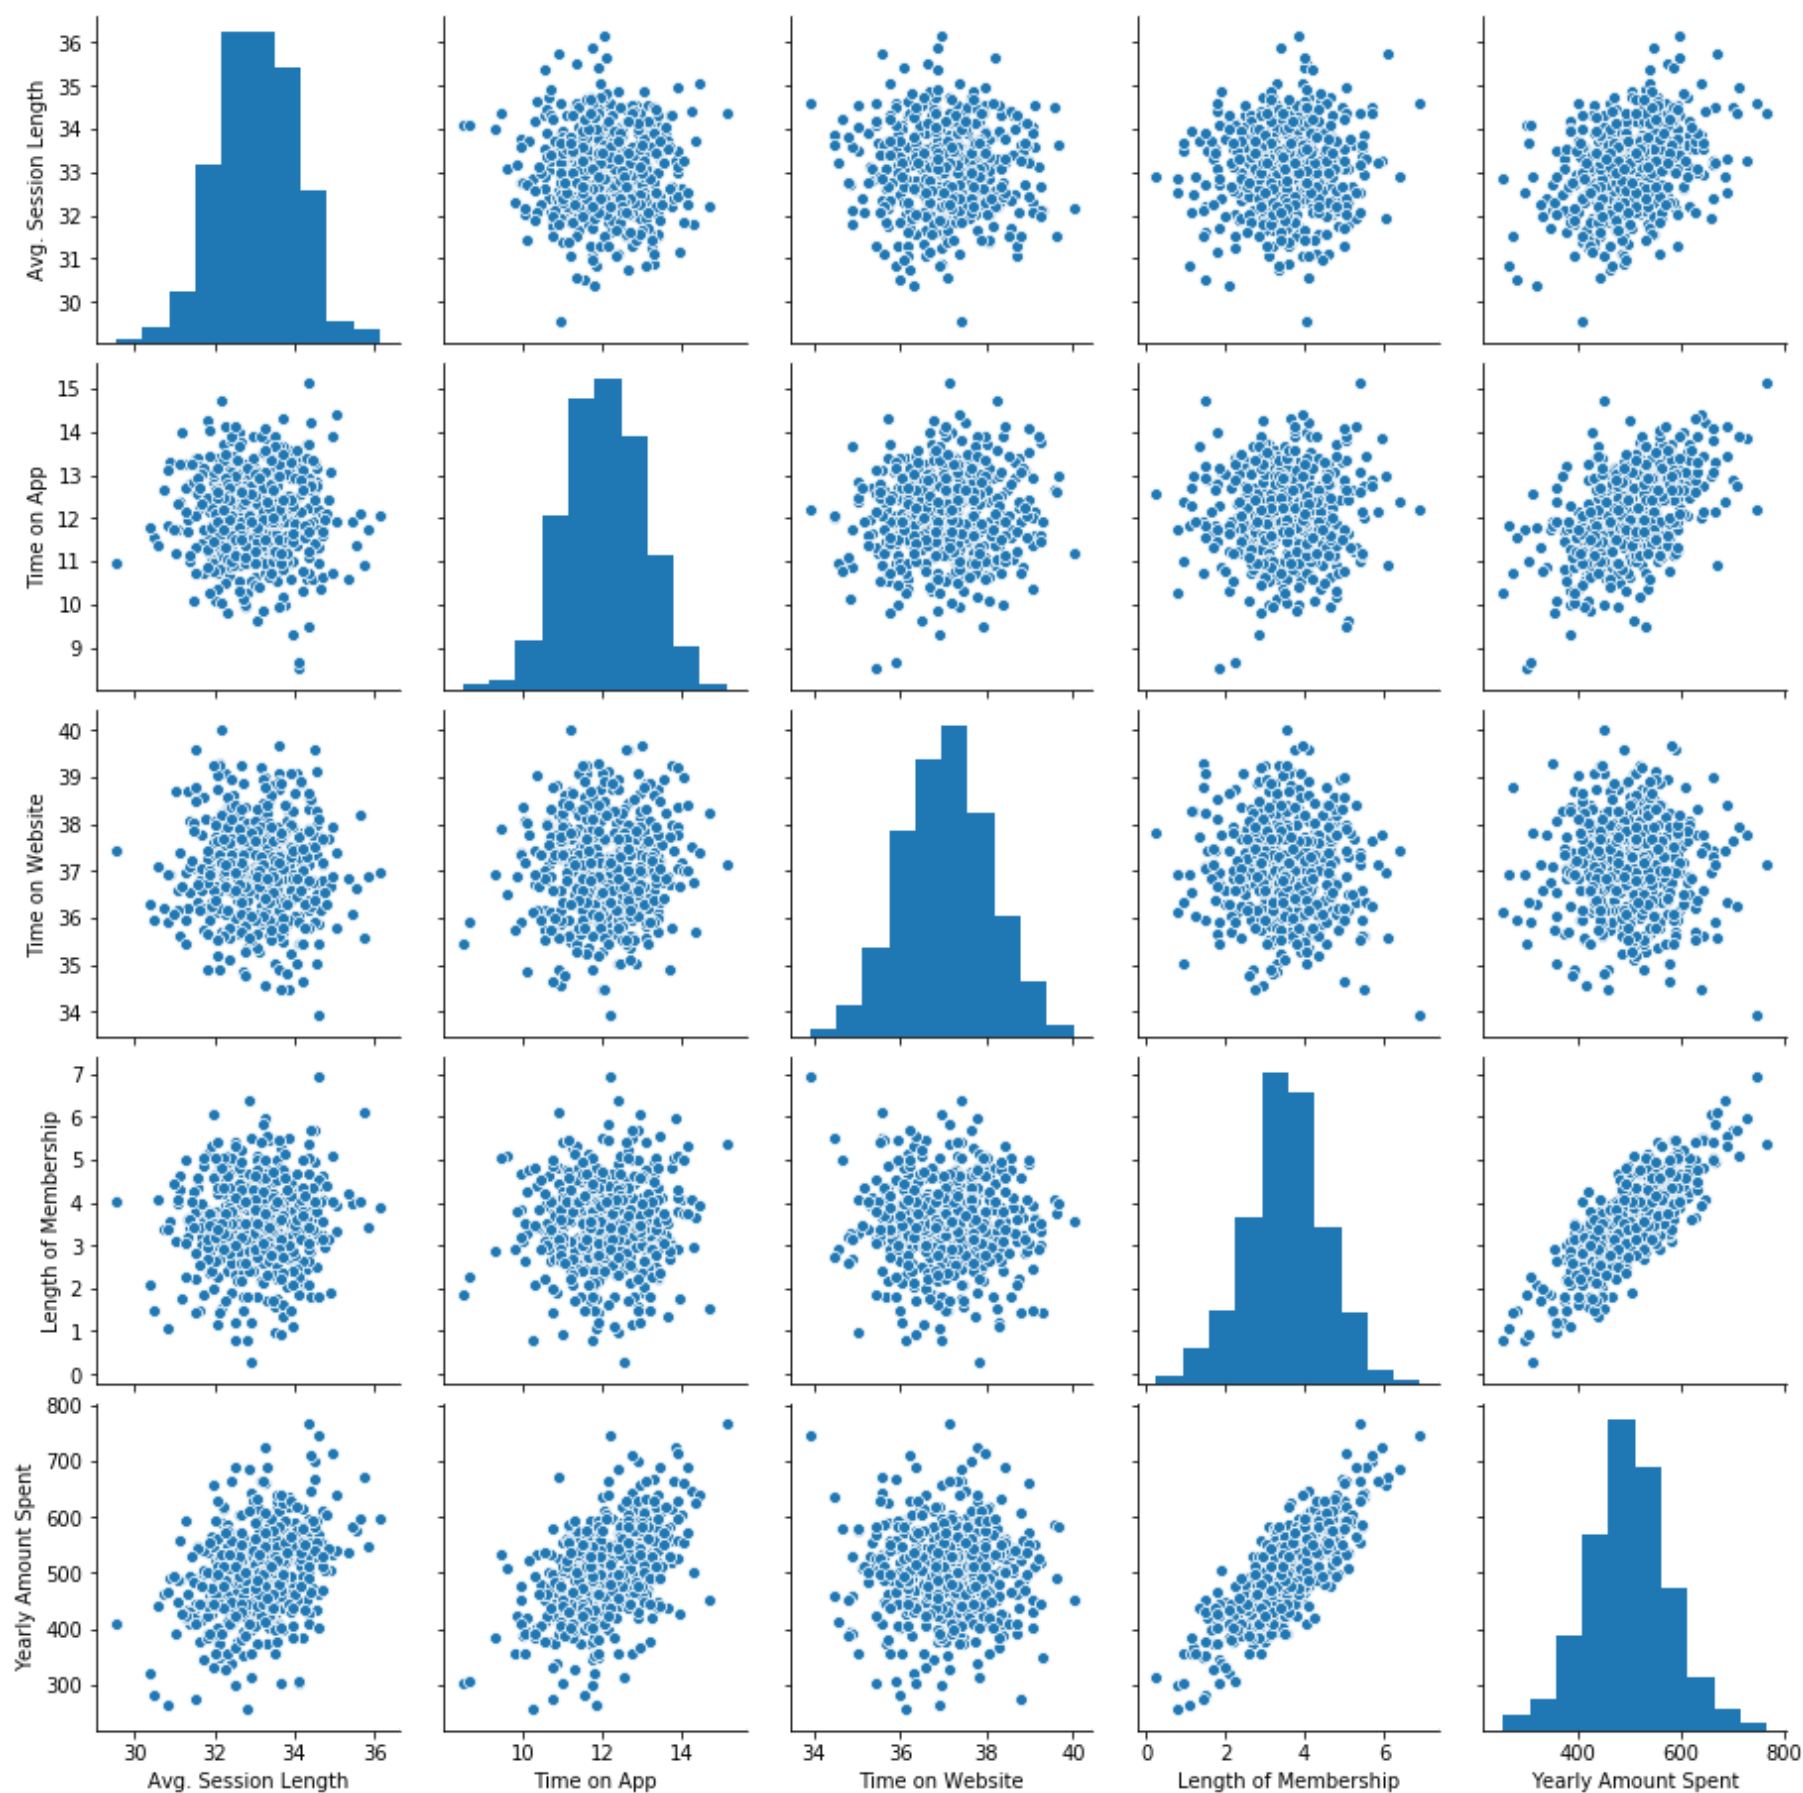 36
35
34
33
32
31
30
Avg. Session Length
15
14
13
12
11
10
9
Time on App
40
39
38
37
36
35
34
Time on Website
7
6
5
4
3
2
1
0
Length of Membership
800
700
600
500
400
300
Yearly Amount Spent
30 32 34 36
10 12 14
34 36 38 40
0 2 4 6
400 600 800
Avg. Session Length
Time on App
Time on Website
Length of Membership
Yearly Amount Spent